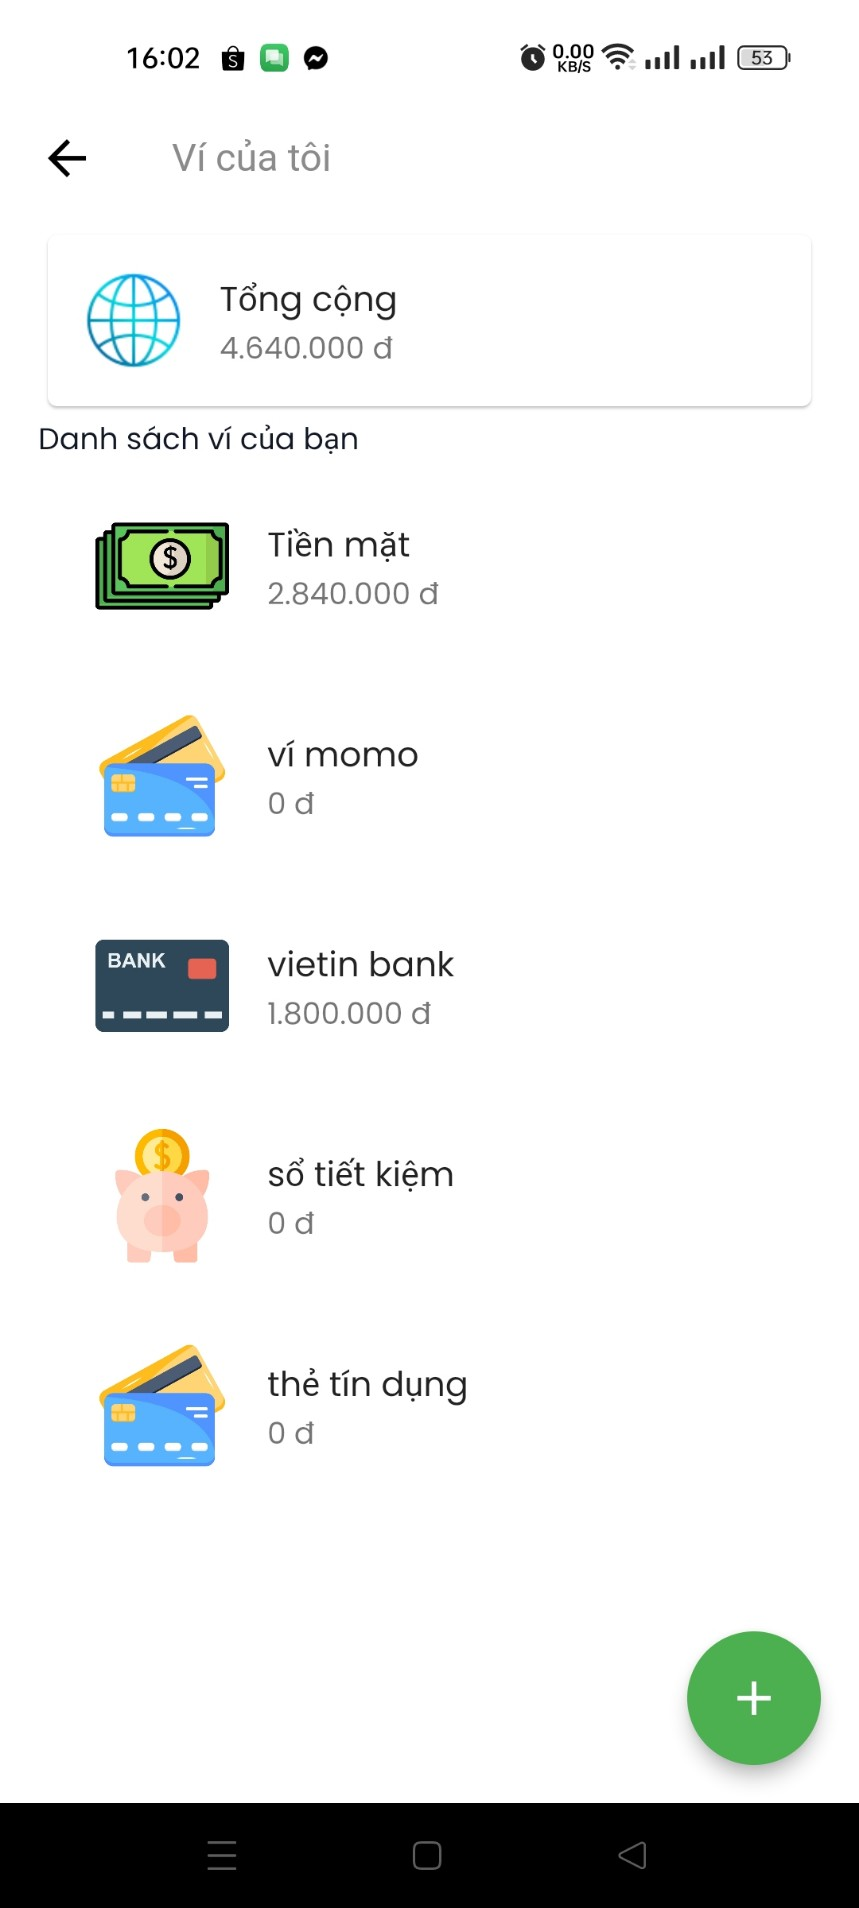 16:02
0.00
KB/S
53
Ví của tôi
Tổng cộng
4.640.000 đ
Danh sách ví của bạn
Tiền mặt
2.840.000 đ
ví momo
0 đ
BANK
vietin bank
1.800.000 đ
sổ tiết kiệm
0 đ
thẻ tín dụng
0 đ